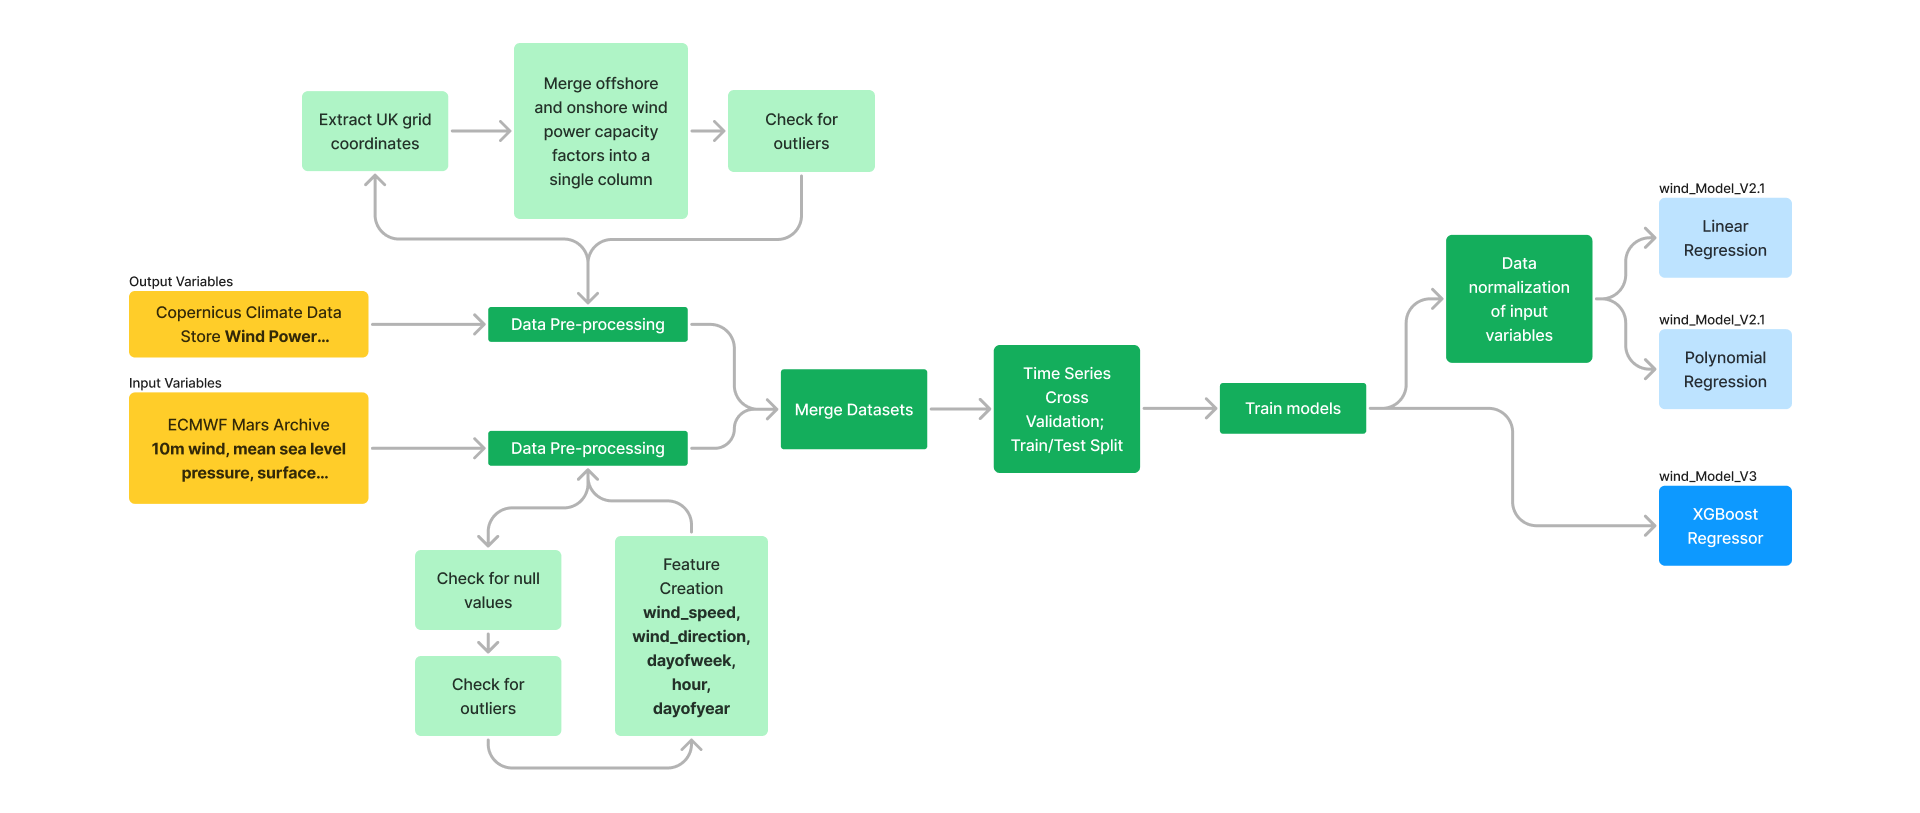 Extract UK grid
coordinates
Merge offshore
and onshore wind
power capacity
factors into a
single column
Check for
outliers
Output Variables
Copernicus Climate Data
Store Wind Power...
Data Pre-processing
Input Variables
ECMWF Mars Archive
10m wind, mean sea level
pressure, surface...
Data Pre-processing
Check for null
values
Check for
outliers
Feature
Creation
wind_speed,
wind_direction,
dayofweek,
hour,
dayofyear
Merge Datasets
Time Series
Cross
Validation;
Train/Test Split
Train models
Data
normalization
of input
variables
wind_Model_V2.1
Linear
Regression
wind_Model_V2.1
Polynomial
Regression
wind_Model_V3
XGBoost
Regressor